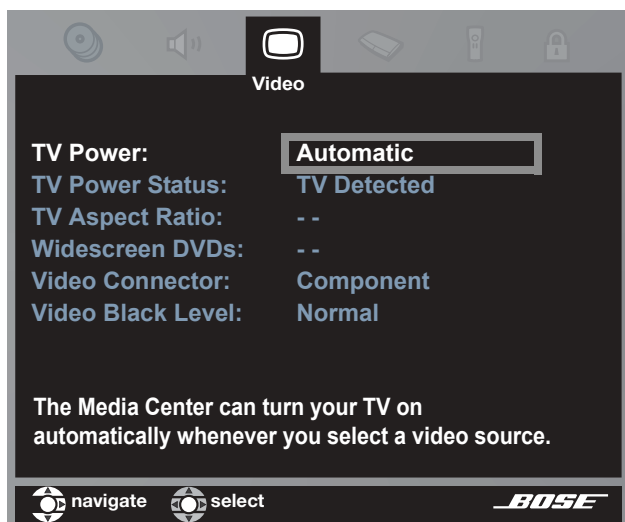 Video
TV Power: Automatic
TV Power Status: TV Detected
TV Aspect Ratio: - -
Widescreen DVDs: - -
Video Connector: Component
Video Black Level: Normal
The Media Center can turn your TV on
automatically whenever you select a video source.
navigate select BOSE